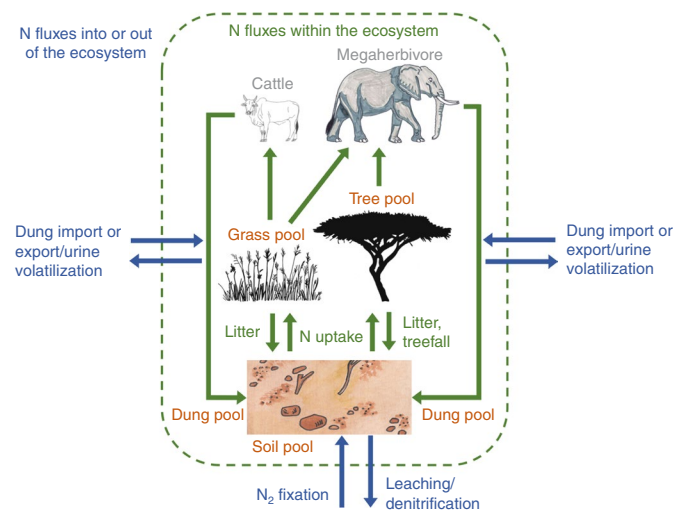 N fluxes into or out
of the ecosystem
N fluxes within the ecosystem
Megaherbivore
Cattle
Tree pool
Grass pool
Dung import or
export/urine
volatilization
Dung import or
export/urine
volatilization
Litter
N uptake
Litter,
treefall
Dung pool
Dung pool
Soil pool
N₂ fixation
Leaching/
denitrification